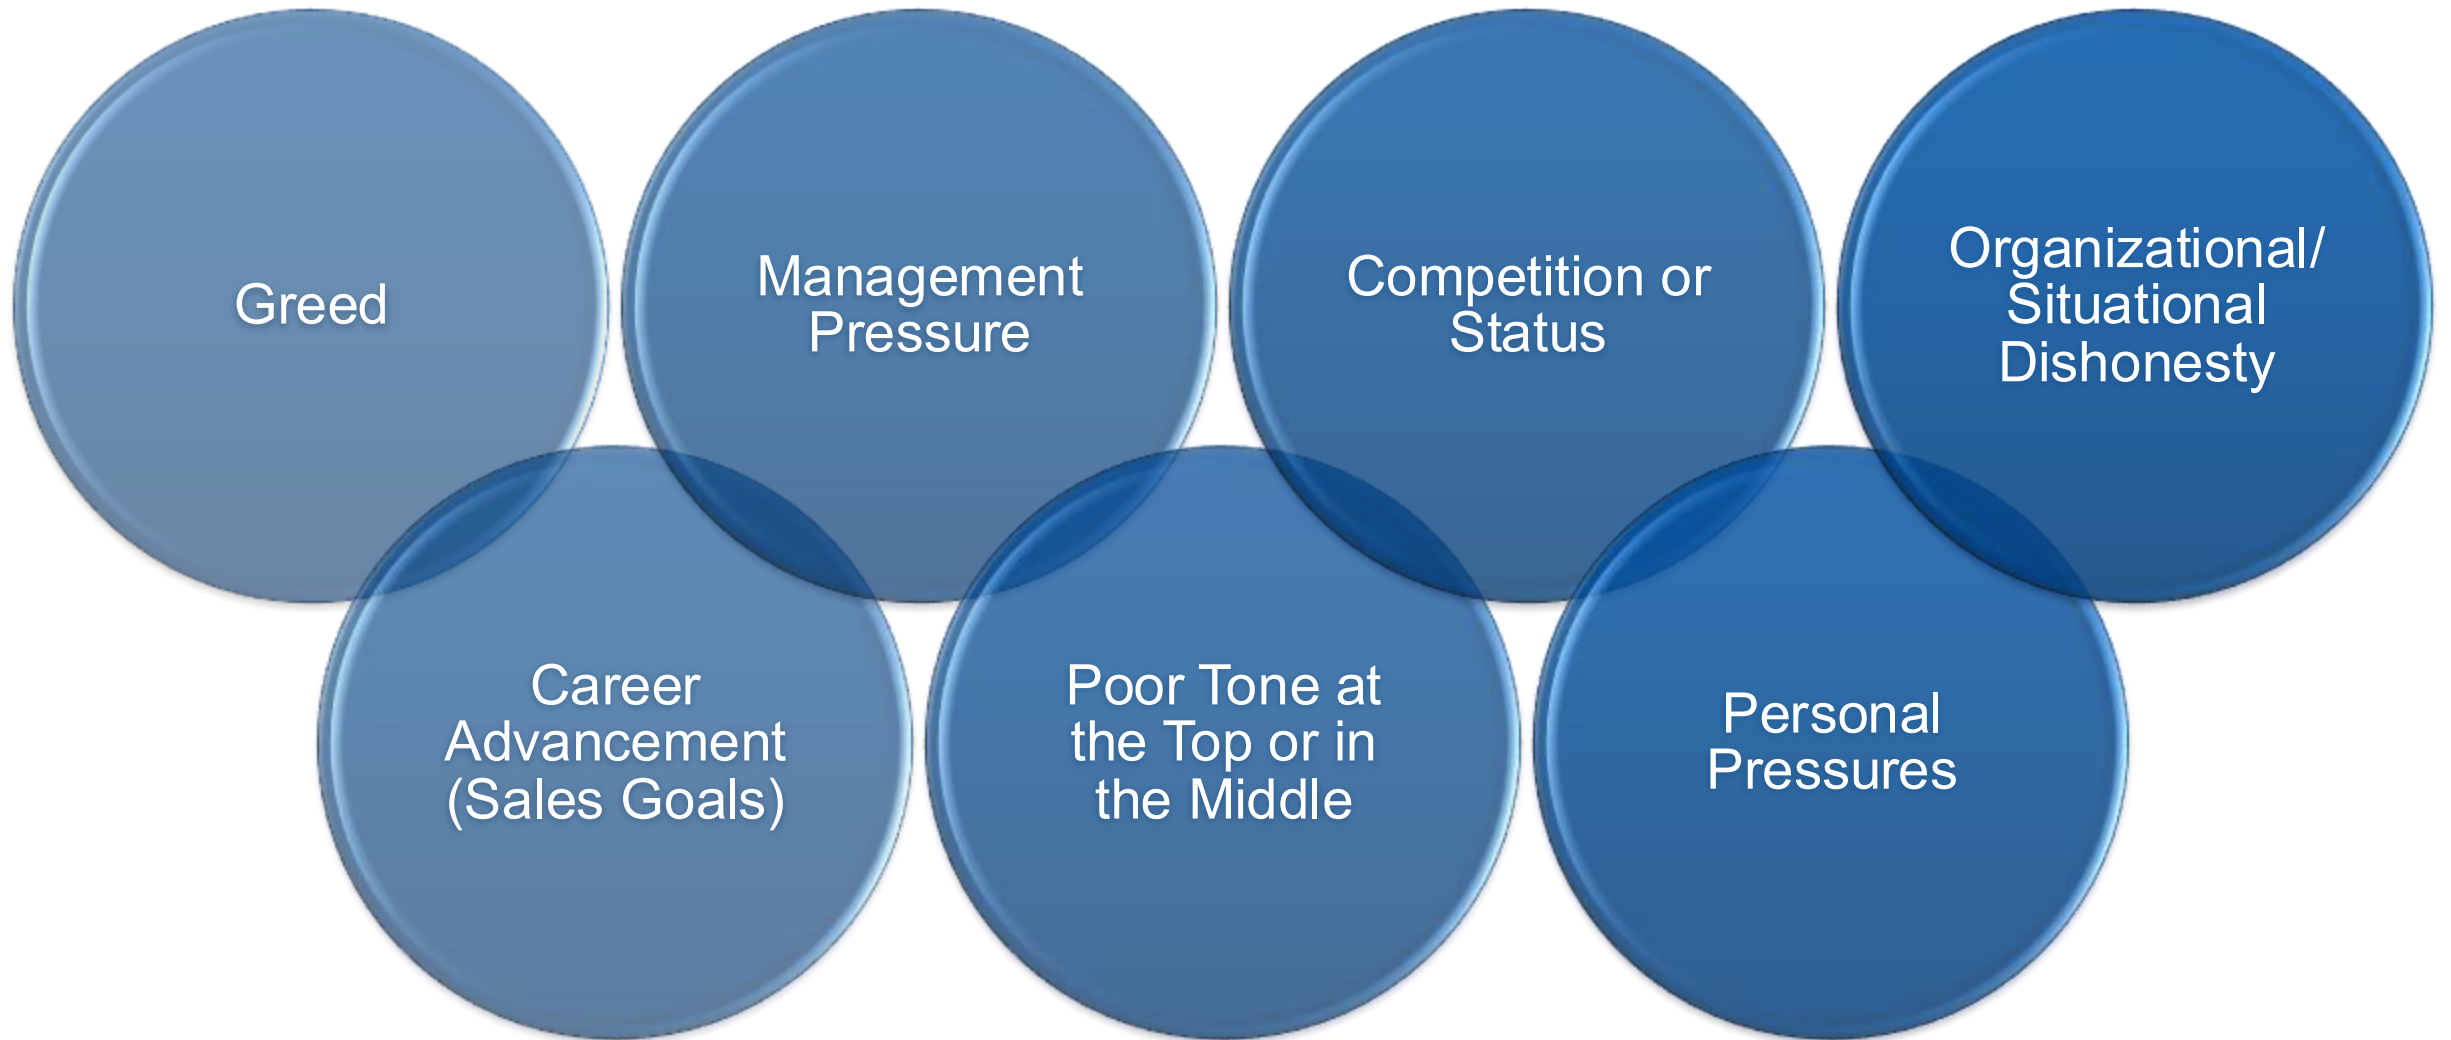 Greed
Management
Pressure
Competition or
Status
Organizational/
Situational
Dishonesty
Career
Advancement
(Sales Goals)
Poor Tone at
the Top or in
the Middle
Personal
Pressures